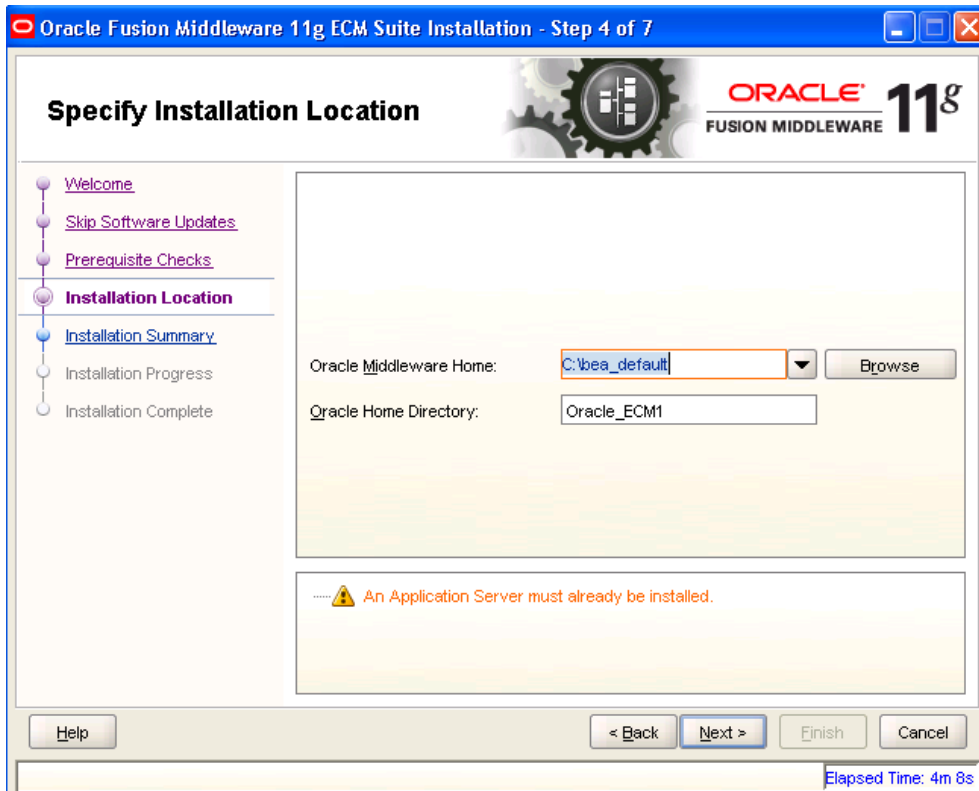 Oracle Fusion Middleware 11g ECM Suite Installation - Step 4 of 7
Specify Installation Location
ORACLE
FUSION MIDDLEWARE 11g
Welcome
Skip Software Updates
Prerequisite Checks
Installation Location
Installation Summary
Installation Progress
Installation Complete
Oracle Middleware Home: C:\bea_default Browse
Oracle Home Directory: Oracle_ECM1
An Application Server must already be installed.
Help < Back Next > Finish Cancel
Elapsed Time: 4m 8s